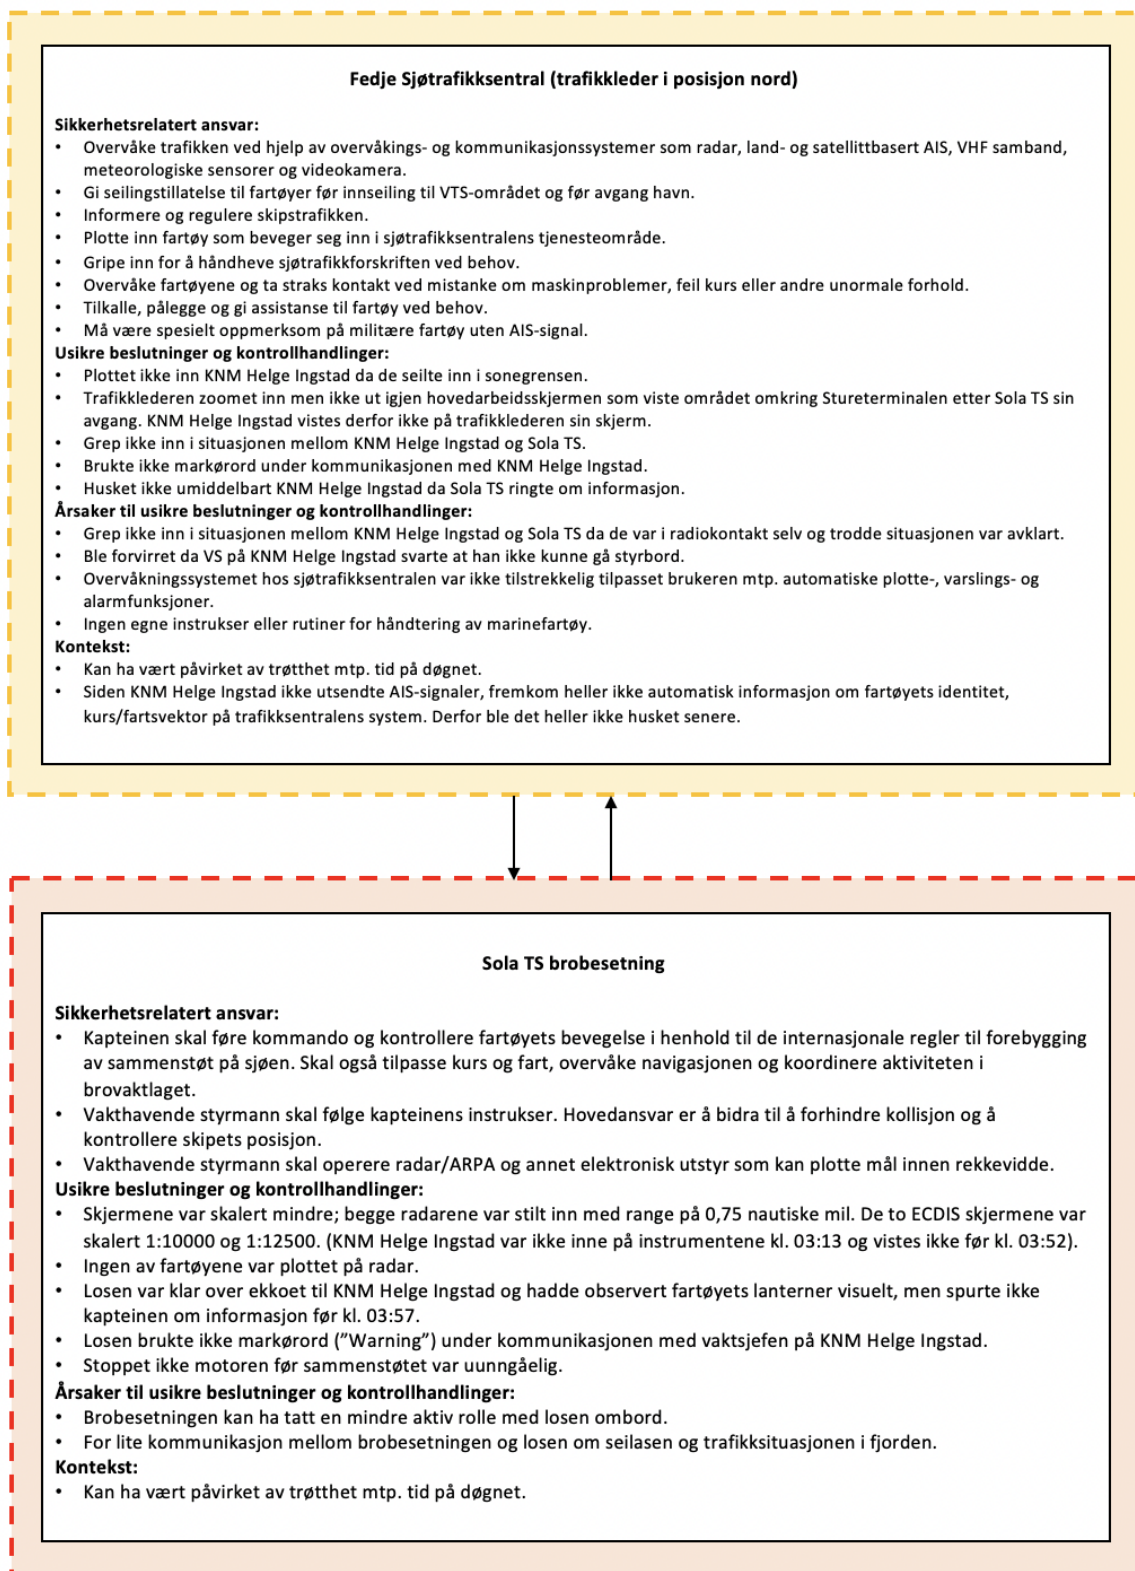 Fedje Sjøtrafikksentral (trafikkleder i posisjon nord)
Sikkerhetsrelatert ansvar:
• Overvåke trafikken ved hjelp av overvåkings- og kommunikasjonssystemer som radar, land- og satellittbasert AIS, VHF samband,
meteorologiske sensorer og videokamera.
• Gi seilingstillatelse til fartøyer før innseiling til VTS-området og før avgang havn.
• Informere og regulere skipstrafikken.
• Plotte inn fartøy som beveger seg inn i sjøtrafikksentralens tjenesteområde.
• Gripe inn for å håndheve sjøtrafikkforskriften ved behov.
• Overvåke fartøyene og ta straks kontakt ved mistanke om maskinproblemer, feil kurs eller andre unormale forhold.
• Tilkalle, pålegge og gi assistanse til fartøy ved behov.
• Må være spesielt oppmerksom på militære fartøy uten AIS-signal.
Usikre beslutninger og kontrollhandlinger:
• Plottet ikke inn KNM Helge Ingstad da de seilte inn i sonegrensen.
• Trafikklederen zoomet inn men ikke ut igjen hovedarbeidsskjermen som viste området omkring Stureterminalen etter Sola TS sin
avgang. KNM Helge Ingstad vistes derfor ikke på trafikklederen sin skjerm.
• Grep ikke inn i situasjonen mellom KNM Helge Ingstad og Sola TS.
• Brukte ikke markørord under kommunikasjonen med KNM Helge Ingstad.
• Husket ikke umiddelbart KNM Helge Ingstad da Sola TS ringte om informasjon.
Årsaker til usikre beslutninger og kontrollhandlinger:
• Grep ikke inn i situasjonen mellom KNM Helge Ingstad og Sola TS da de var i radiokontakt selv og trodde situasjonen var avklart.
• Ble forvirret da VS på KNM Helge Ingstad svarte at han ikke kunne gå styrbord.
• Overvåkningssystemet hos sjøtrafikksentralen var ikke tilstrekkelig tilpasset brukeren mtp. automatiske plotte-, varslings- og
alarmfunksjoner.
• Ingen egne instrukser eller rutiner for håndtering av marinefartøy.
Kontekst:
• Kan ha vært påvirket av trøtthet mtp. tid på døgnet.
• Siden KNM Helge Ingstad ikke utsendte AIS-signaler, fremkom heller ikke automatisk informasjon om fartøyets identitet,
kurs/fartsvektor på trafikksentralens system. Derfor ble det heller ikke husket senere.
Sola TS brobesetning
Sikkerhetsrelatert ansvar:
• Kapteinen skal føre kommando og kontrollere fartøyets bevegelse i henhold til de internasjonale regler til forebygging
av sammenstøt på sjøen. Skal også tilpasse kurs og fart, overvåke navigasjonen og koordinere aktiviteten i
brovaktlaget.
• Vakthavende styrmann skal følge kapteinens instrukser. Hovedansvar er å bidra til å forhindre kollisjon og å
kontrollere skipets posisjon.
• Vakthavende styrmann skal operere radar/ARPA og annet elektronisk utstyr som kan plotte mål innen rekkevidde.
Usikre beslutninger og kontrollhandlinger:
• Skjermene var skalert mindre; begge radarene var stilt inn med range på 0,75 nautiske mil. De to ECDIS skjermene var
skalert 1:10000 og 1:12500. (KNM Helge Ingstad var ikke inne på instrumentene kl. 03:13 og vistes ikke før kl. 03:52).
• Ingen av fartøyene var plottet på radar.
• Losen var klar over ekkoet til KNM Helge Ingstad og hadde observert fartøyets lanterner visuelt, men spurte ikke
kapteinen om informasjon før kl. 03:57.
• Losen brukte ikke markørord (”Warning”) under kommunikasjonen med vaktsjefen på KNM Helge Ingstad.
• Stoppet ikke motoren før sammenstøtet var uunngåelig.
Årsaker til usikre beslutninger og kontrollhandlinger:
• Brobesetningen kan ha tatt en mindre aktiv rolle med losen ombord.
• For lite kommunikasjon mellom brobesetningen og losen om seilasen og trafikksituasjonen i fjorden.
Kontekst:
• Kan ha vært påvirket av trøtthet mtp. tid på døgnet.